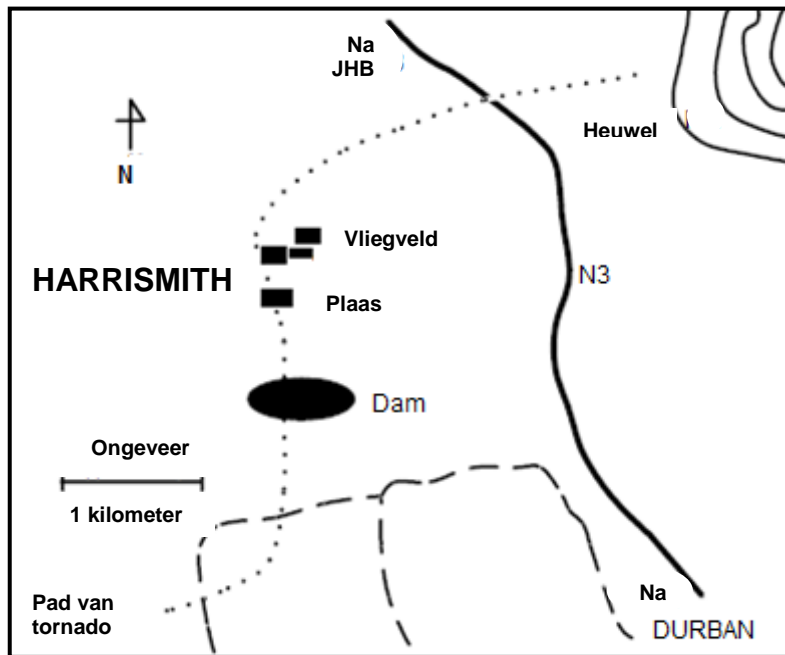 Na
JHB
Heuwel
N
Vliegveld
HARRISMITH
N3
Plaas
Dam
Ongeveer
1 kilometer
Na
Pad van
tornado
DURBAN